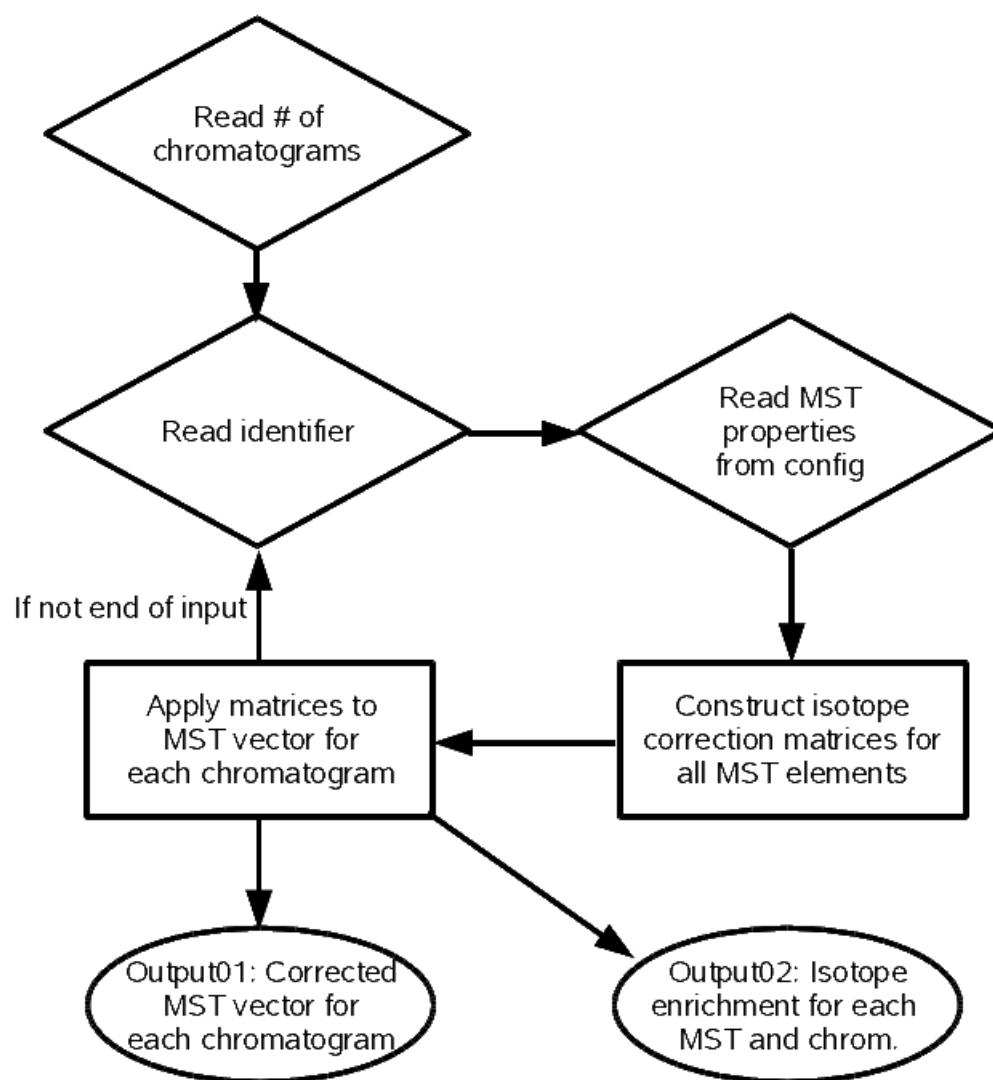 Read # of
chromatograms
Read identifier
Read MST
properties
from config
If not end of input
Apply matrices to
MST vector for
each chromatogram
Construct isotope
correction matrices for
all MST elements
Output01: Corrected
MST vector for
each chromatogram
Output02: Isotope
enrichment for each
MST and chrom.